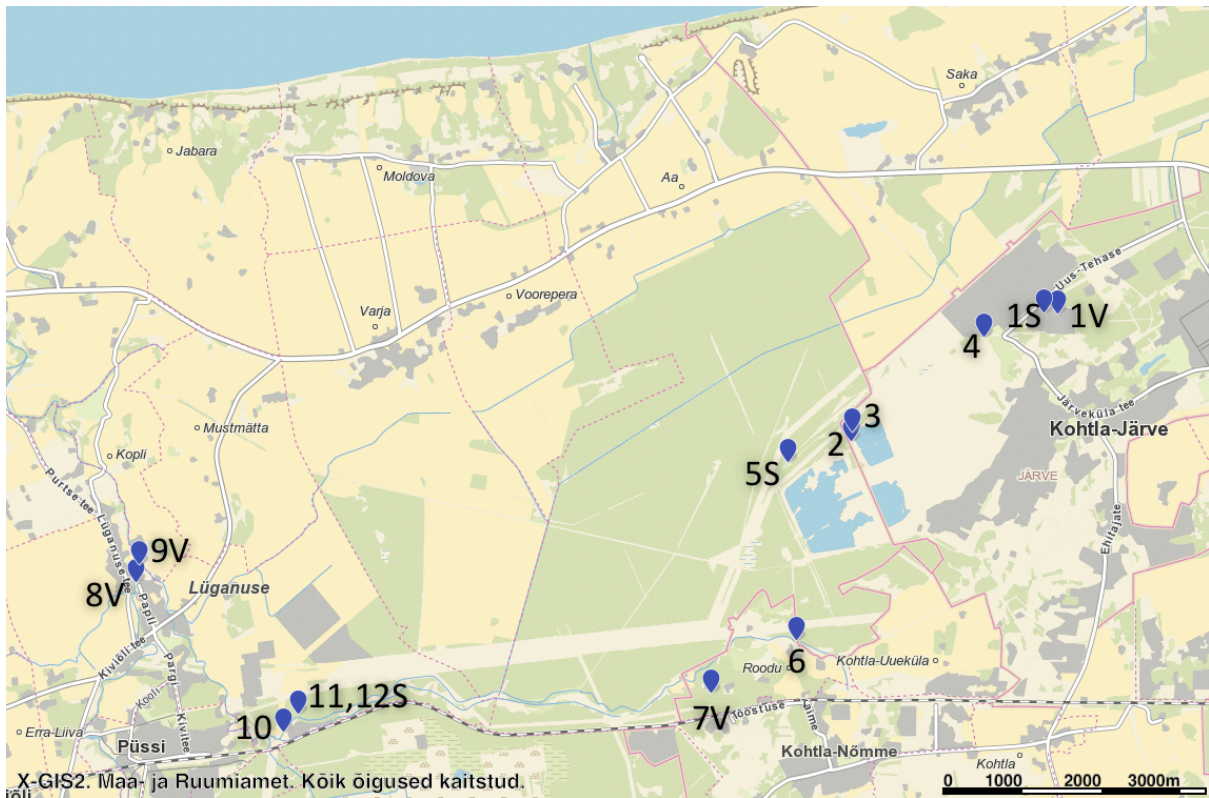 Saka
Jabara
Moldova
Aa
Uus-Tehase
Voorepera
1S
1V
Varja
4
Järveküla-tee
3
Kohtla-Järve
Mustmätta
2
Kopli
5S
JÄRVE
Purtse-tee
Lüganuse-tee
Ehitajate
9V
8V
Lüganuse
Papli
Kiviõli-tee
Pargi
6
Roodu
Kohtla-Uueküla
Kooli
11,12S
7V
Tööstuse
Jaime
10
Kivitee
Erra-Liiva
Püssi
Kohtla-Nõmme
Kohtla
X-GIS2. Maa- ja Ruumiamet. Kõik õigused kaitstud.
0 1000 2000 3000m